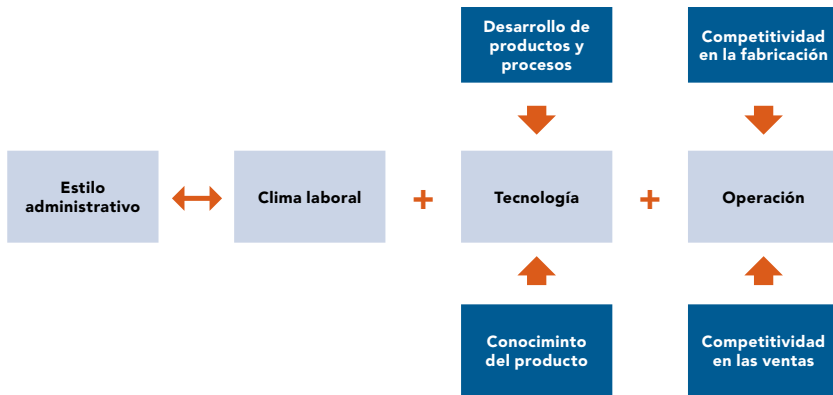 Desarrollo de
productos y
procesos
Competitividad
en la fabricación
Estilo
administrativo
Clima laboral
+
Tecnología
+
Operación
Conociminto
del producto
Competitividad
en las ventas